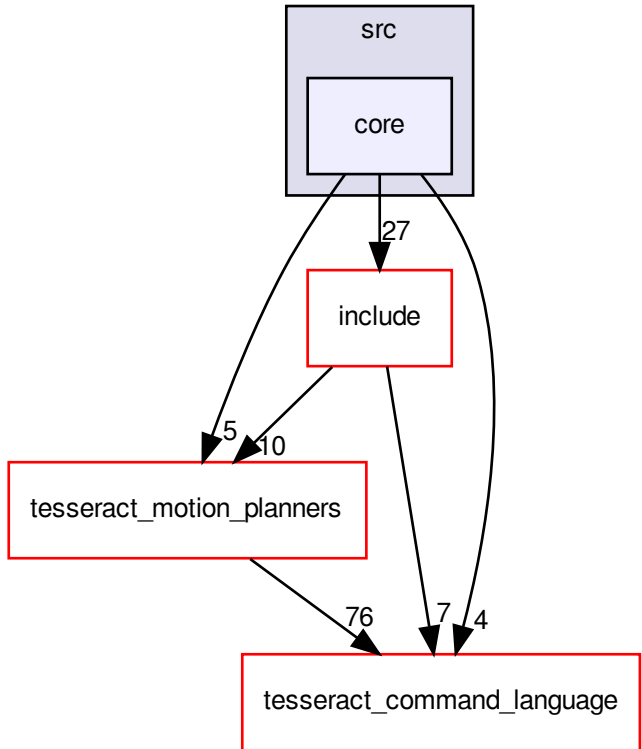 src
core
27
include
5
10
tesseract_motion_planners
76
7
4
tesseract_command_language